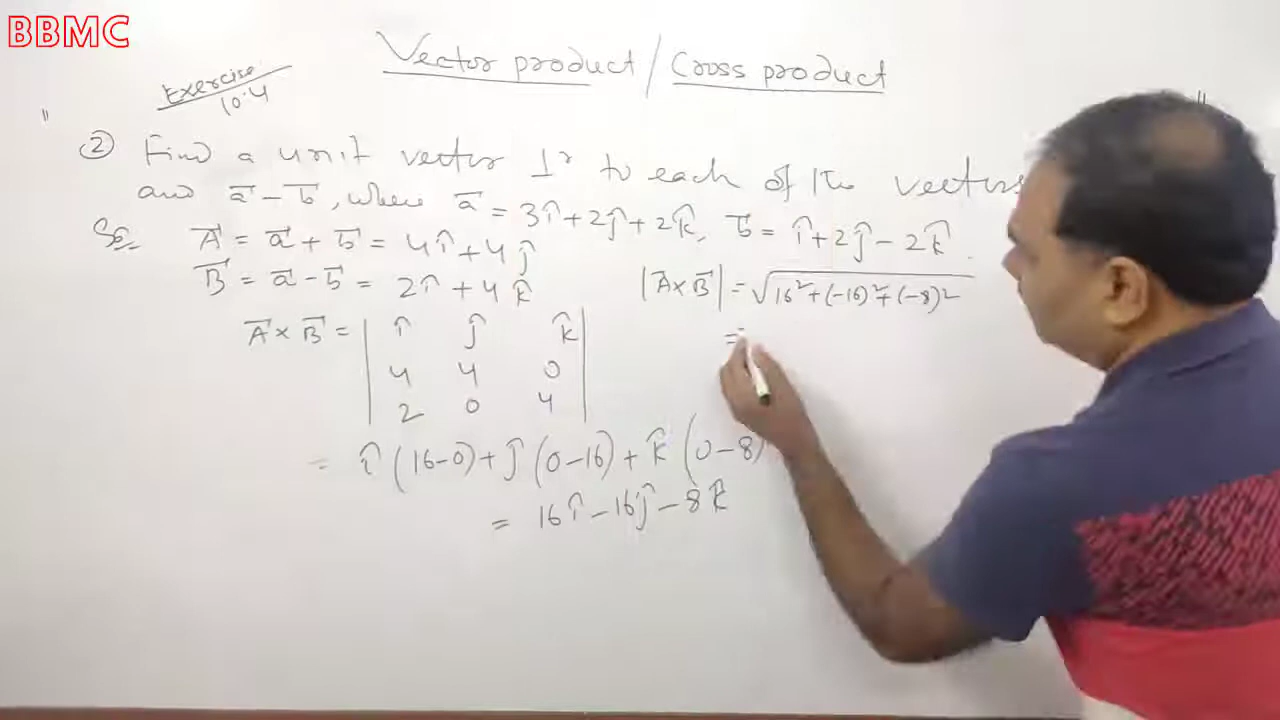 BBMC
Vector product / Cross product
Exercise
10.4
② Find a unit vector ⊥r to each of the vectors
and a⃗ - b⃗, where a⃗ = 3î + 2ĵ + 2k̂, b⃗ = î + 2ĵ - 2k̂.
A⃗ = a⃗ + b⃗ = 4î + 4ĵ
B⃗ = a⃗ - b⃗ = 2î + 4k̂
|A⃗ × B⃗| = √16² + (-16)² + (-8)²
=
A⃗ × B⃗ = | î ĵ k̂ |
4 4 0
2 0 4
= î (16-0) + ĵ (0-16) + k̂ (0-8)
= 16î - 16ĵ - 8k̂